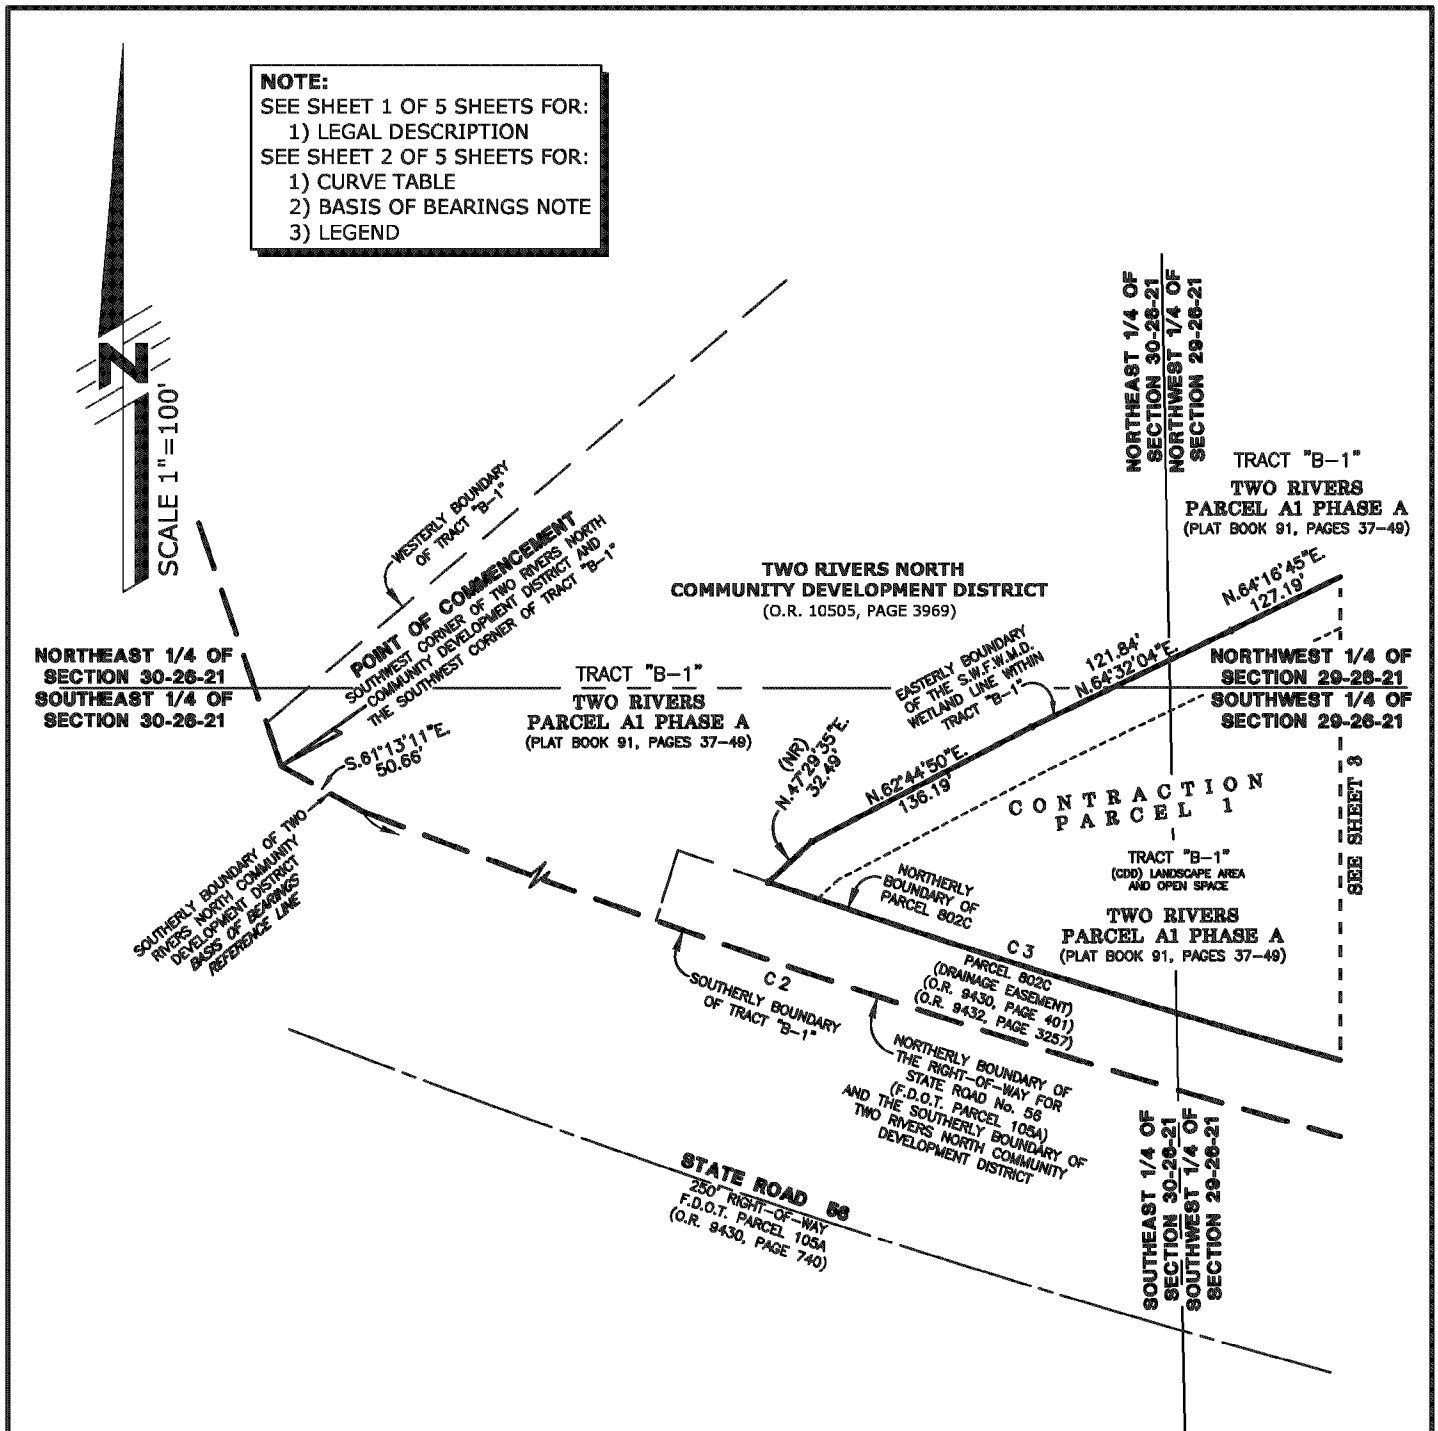 NOTE:
SEE SHEET 1 OF 5 SHEETS FOR:
1) LEGAL DESCRIPTION
SEE SHEET 2 OF 5 SHEETS FOR:
1) CURVE TABLE
2) BASIS OF BEARINGS NOTE
3) LEGEND
N
SCALE 1"=100'
NORTHEAST 1/4 OF
SECTION 30-26-21
NORTHWEST 1/4 OF
SECTION 29-26-21
TRACT "B-1"
TWO RIVERS
PARCEL A1 PHASE A
(PLAT BOOK 91, PAGES 37-49)
WESTERLY BOUNDARY
OF TRACT "B-1"
POINT OF COMMENCEMENT
SOUTHWEST CORNER OF TWO RIVERS NORTH
COMMUNITY DEVELOPMENT DISTRICT AND
THE SOUTHWEST CORNER OF TRACT "B-1"
TWO RIVERS NORTH
COMMUNITY DEVELOPMENT DISTRICT
(O.R. 10505, PAGE 3969)
N.64°16'45"E.
127.19'
NORTHEAST 1/4 OF
SECTION 30-26-21
SOUTHEAST 1/4 OF
SECTION 30-26-21
TRACT "B-1"
TWO RIVERS
PARCEL A1 PHASE A
(PLAT BOOK 91, PAGES 37-49)
EASTERLY BOUNDARY
OF THE S.W.F.W.M.D.
WETLAND LINE WITHIN
TRACT "B-1"
121.84'
N.64°32'04"E.
NORTHWEST 1/4 OF
SECTION 29-26-21
SOUTHWEST 1/4 OF
SECTION 29-26-21
S.61°13'11"E.
50.66'
(NR)
N.47°29'35"E.
32.49'
N.62°44'50"E.
136.19'
CONTRACTION
PARCEL 1
SEE SHEET 3
TRACT "B-1"
(CDD) LANDSCAPE AREA
AND OPEN SPACE
TWO RIVERS
PARCEL A1 PHASE A
(PLAT BOOK 91, PAGES 37-49)
SOUTHERLY BOUNDARY OF TWO
RIVERS NORTH COMMUNITY
DEVELOPMENT DISTRICT
BASIS OF BEARINGS
REFERENCE LINE
NORTHERLY
BOUNDARY OF
PARCEL 802C
C 3
PARCEL 802C
(DRAINAGE EASEMENT)
(O.R. 9430, PAGE 401)
(O.R. 9432, PAGE 3257)
C 2
SOUTHERLY BOUNDARY
OF TRACT "B-1"
NORTHERLY BOUNDARY OF
THE RIGHT-OF-WAY FOR
STATE ROAD No. 56
(F.D.O.T. PARCEL 105A)
AND THE SOUTHERLY BOUNDARY OF
TWO RIVERS NORTH COMMUNITY
DEVELOPMENT DISTRICT
STATE ROAD 56
250' RIGHT-OF-WAY
F.D.O.T. PARCEL 105A
(O.R. 9430, PAGE 740)
SOUTHEAST 1/4 OF
SECTION 30-26-21
SOUTHWEST 1/4 OF
SECTION 29-26-21